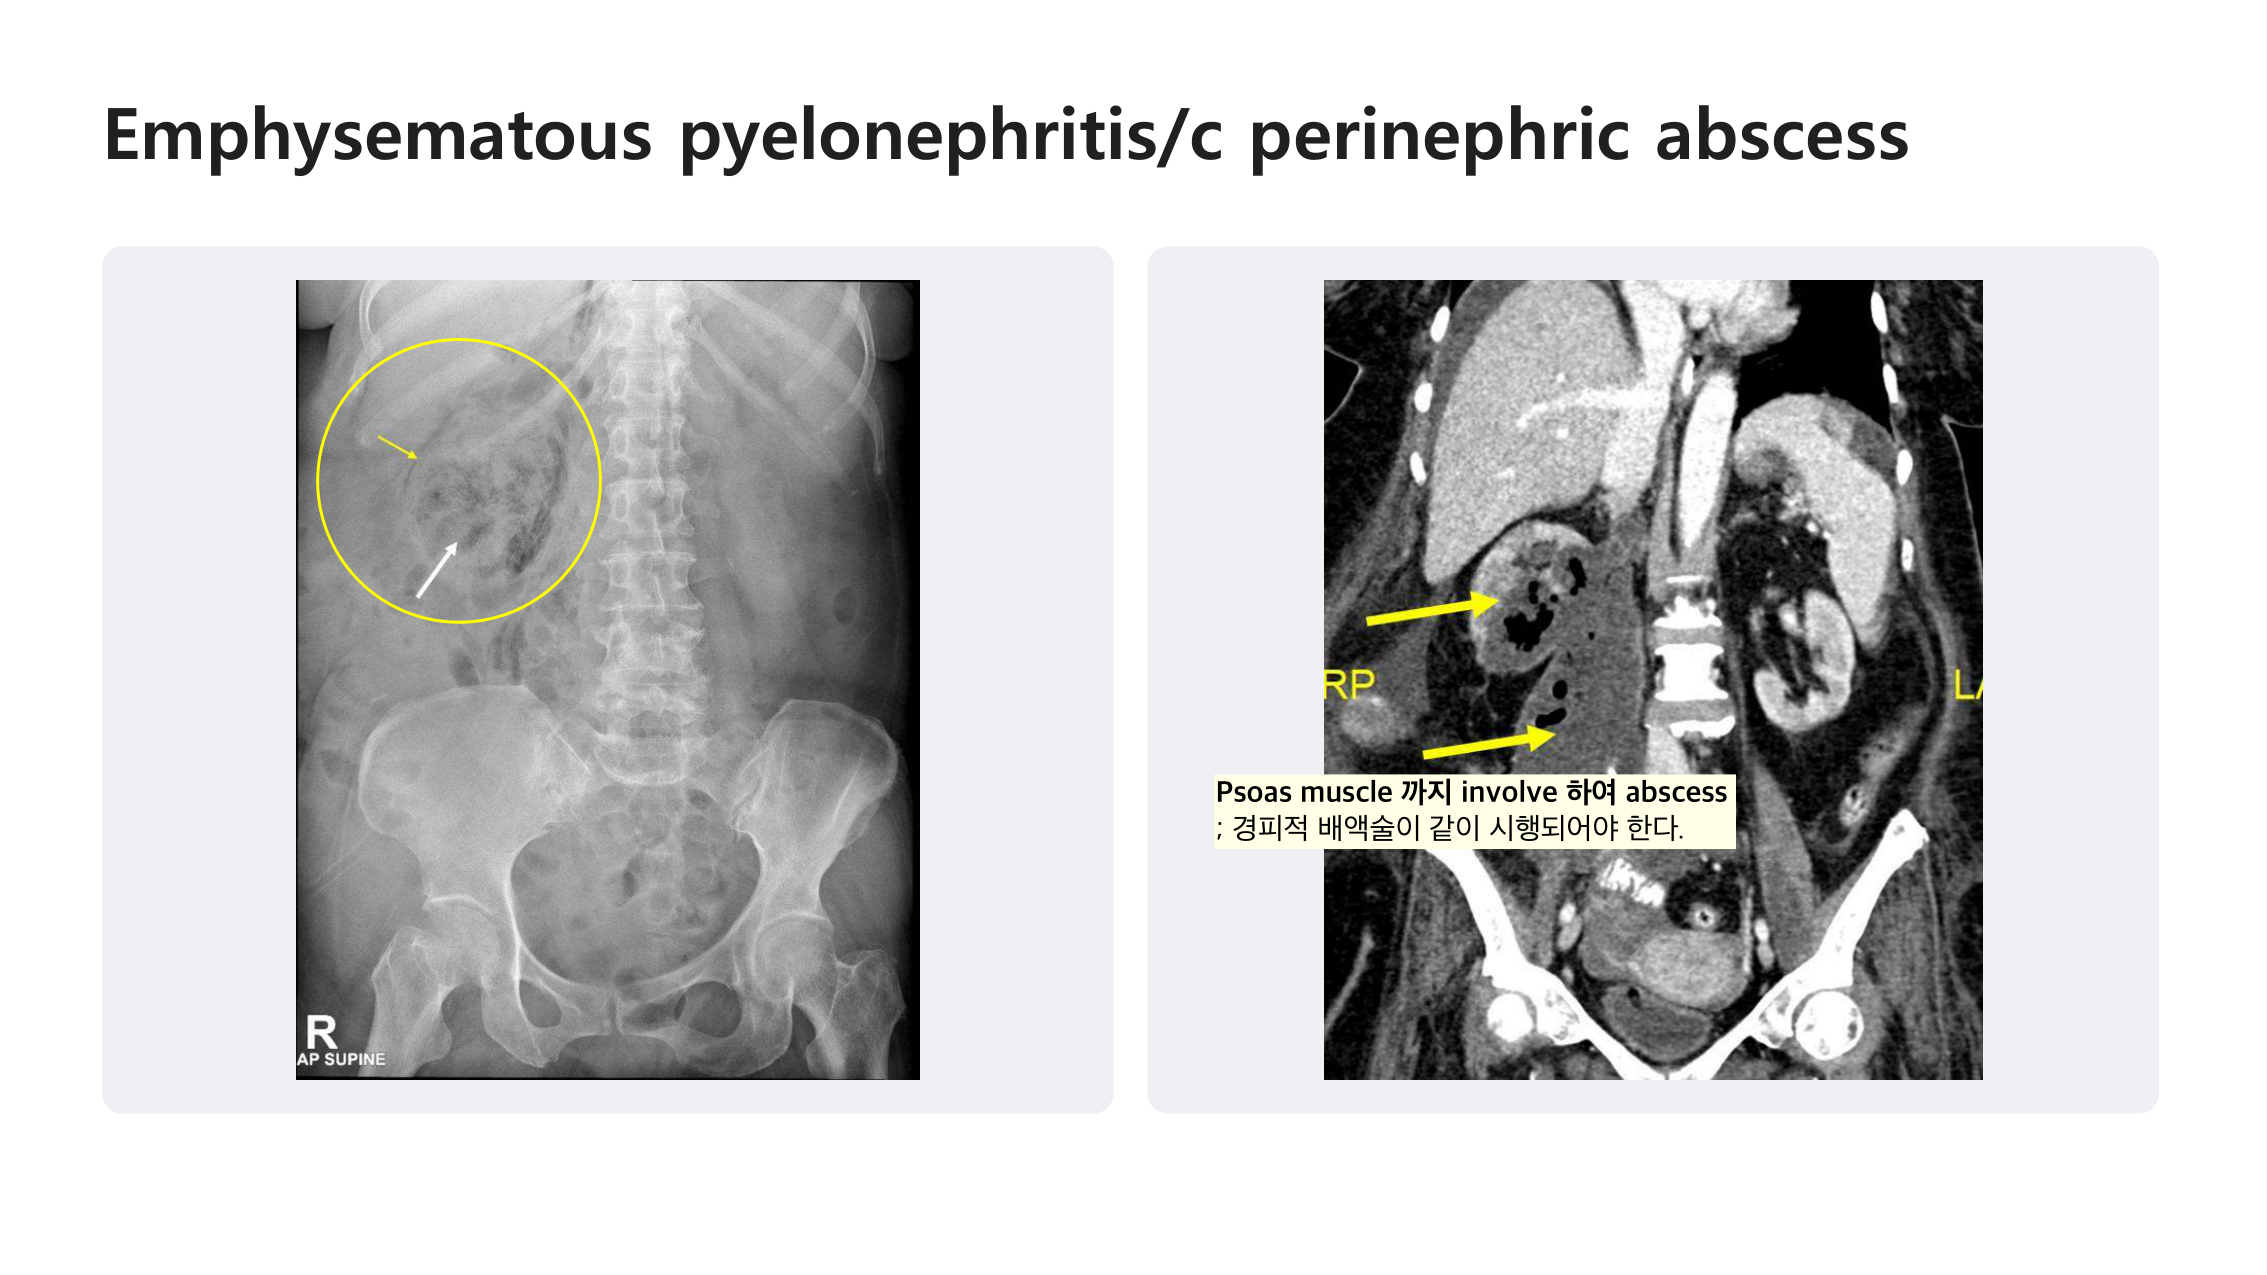 Emphysematous pyelonephritis/c perinephric abscess
R
AP SUPINE
RP
LA
Psoas muscle 까지 involve 하여 abscess
; 경피적 배액술이 같이 시행되어야 한다.